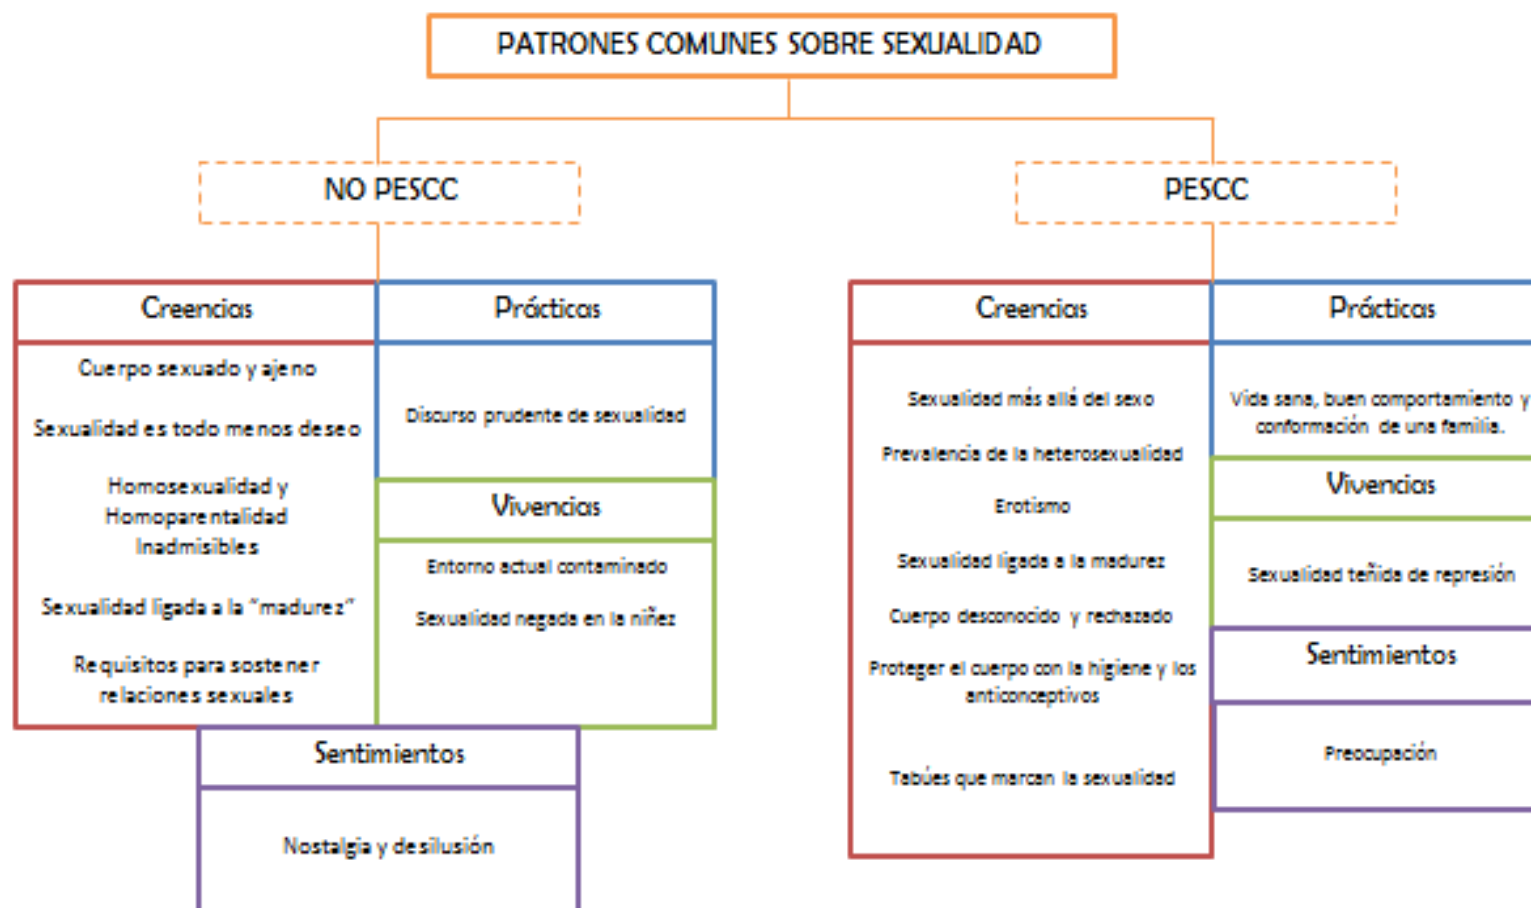 PATRONES COMUNES SOBRE SEXUALIDAD
NO PESCC
Creencias
Cuerpo sexuado y ajeno
Sexualidad es todo menos deseo
Homosexualidad y
Homoparentalidad
Inadmisibles
Sexualidad ligada a la “madurez”
Requisitos para sostener
relaciones sexuales
Prácticas
Discurso prudente de sexualidad
Vivencias
Entorno actual contaminado
Sexualidad negada en la niñez
Sentimientos
Nostalgia y desilusión
PESCC
Creencias
Sexualidad más allá del sexo
Prevalencia de la heterosexualidad
Erotismo
Sexualidad ligada a la madurez
Cuerpo desconocido y rechazado
Proteger el cuerpo con la higiene y los
anticonceptivos
Tabúes que marcan la sexualidad
Prácticas
Vida sana, buen comportamiento y
conformación de una familia.
Vivencias
Sexualidad teñida de represión
Sentimientos
Preocupación